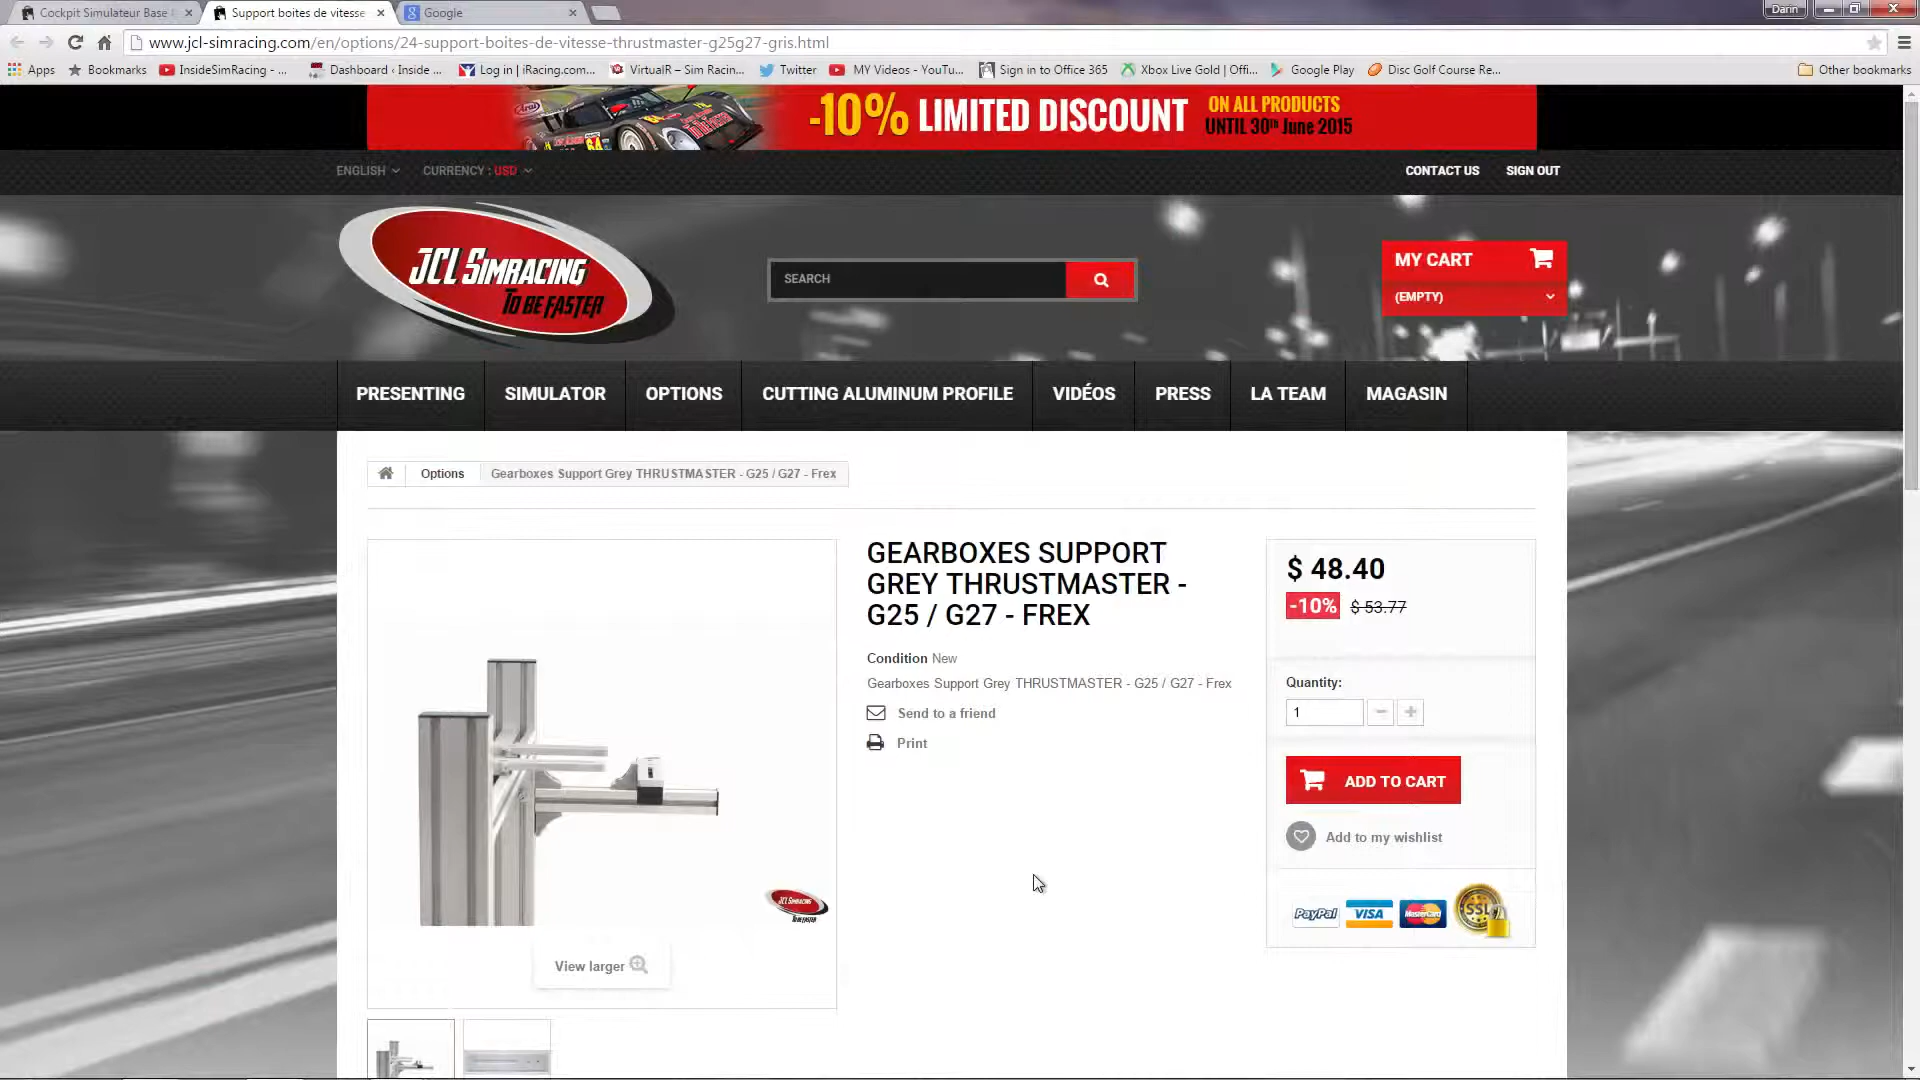 Cockpit Simulateur Base
Support boites de vitesse
Google
Darin
www.jcl-simracing.com/en/options/24-support-boites-de-vitesse-thrustmaster-g25g27-gris.html
Apps
Bookmarks
InsideSimRacing - ...
Dashboard ‹ Inside ...
Log in | iRacing.com...
VirtualR – Sim Racin...
Twitter
MY Videos - YouTu...
Sign in to Office 365
Xbox Live Gold | Offi...
Google Play
Disc Golf Course Re...
Other bookmarks
-10% LIMITED DISCOUNT
ON ALL PRODUCTS
UNTIL 30th June 2015
ENGLISH
CURRENCY : USD
CONTACT US
SIGN OUT
JCL SIMRACING
TO BE FASTER
SEARCH
MY CART
(EMPTY)
PRESENTING
SIMULATOR
OPTIONS
CUTTING ALUMINUM PROFILE
VIDÉOS
PRESS
LA TEAM
MAGASIN
Options
Gearboxes Support Grey THRUSTMASTER - G25 / G27 - Frex
GEARBOXES SUPPORT
GREY THRUSTMASTER -
G25 / G27 - FREX
Condition New
Gearboxes Support Grey THRUSTMASTER - G25 / G27 - Frex
Send to a friend
Print
$ 48.40
-10% $ 53.77
Quantity:
1
ADD TO CART
Add to my wishlist
PayPal
VISA
MasterCard
SSL
JCL SIMRACING
TO BE FASTER
View larger